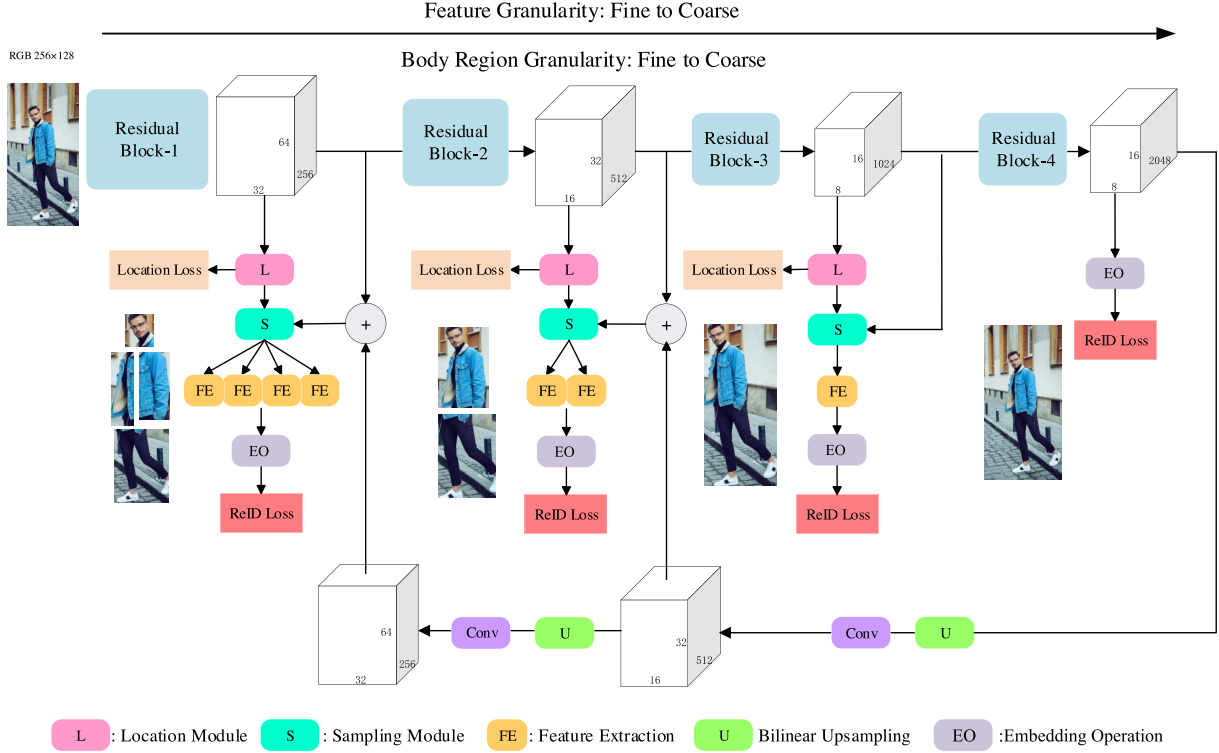 Feature Granularity: Fine to Coarse
RGB 256×128
Body Region Granularity: Fine to Coarse
Residual
Block-1
64
256
32
Residual
Block-2
32
512
16
Residual
Block-3
16
1024
8
Residual
Block-4
16
2048
8
Location Loss
L
Location Loss
L
Location Loss
L
EO
S
+
S
+
S
ReID Loss
FE
FE
FE
FE
FE
FE
FE
EO
EO
EO
ReID Loss
ReID Loss
ReID Loss
64
256
32
Conv
U
32
512
16
Conv
U
L : Location Module
S : Sampling Module
FE : Feature Extraction
U Bilinear Upsampling
EO :Embedding Operation